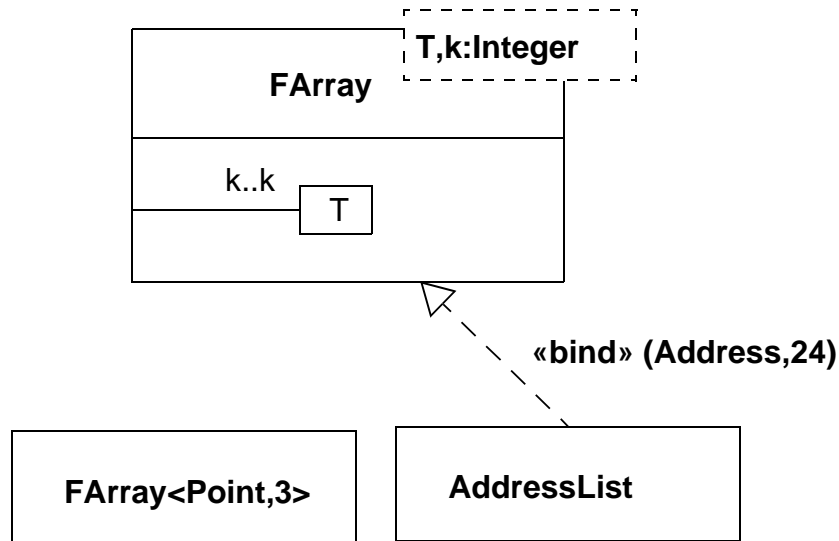 T,k:Integer
FArray
k..k
T
«bind» (Address,24)
FArray<Point,3>
AddressList